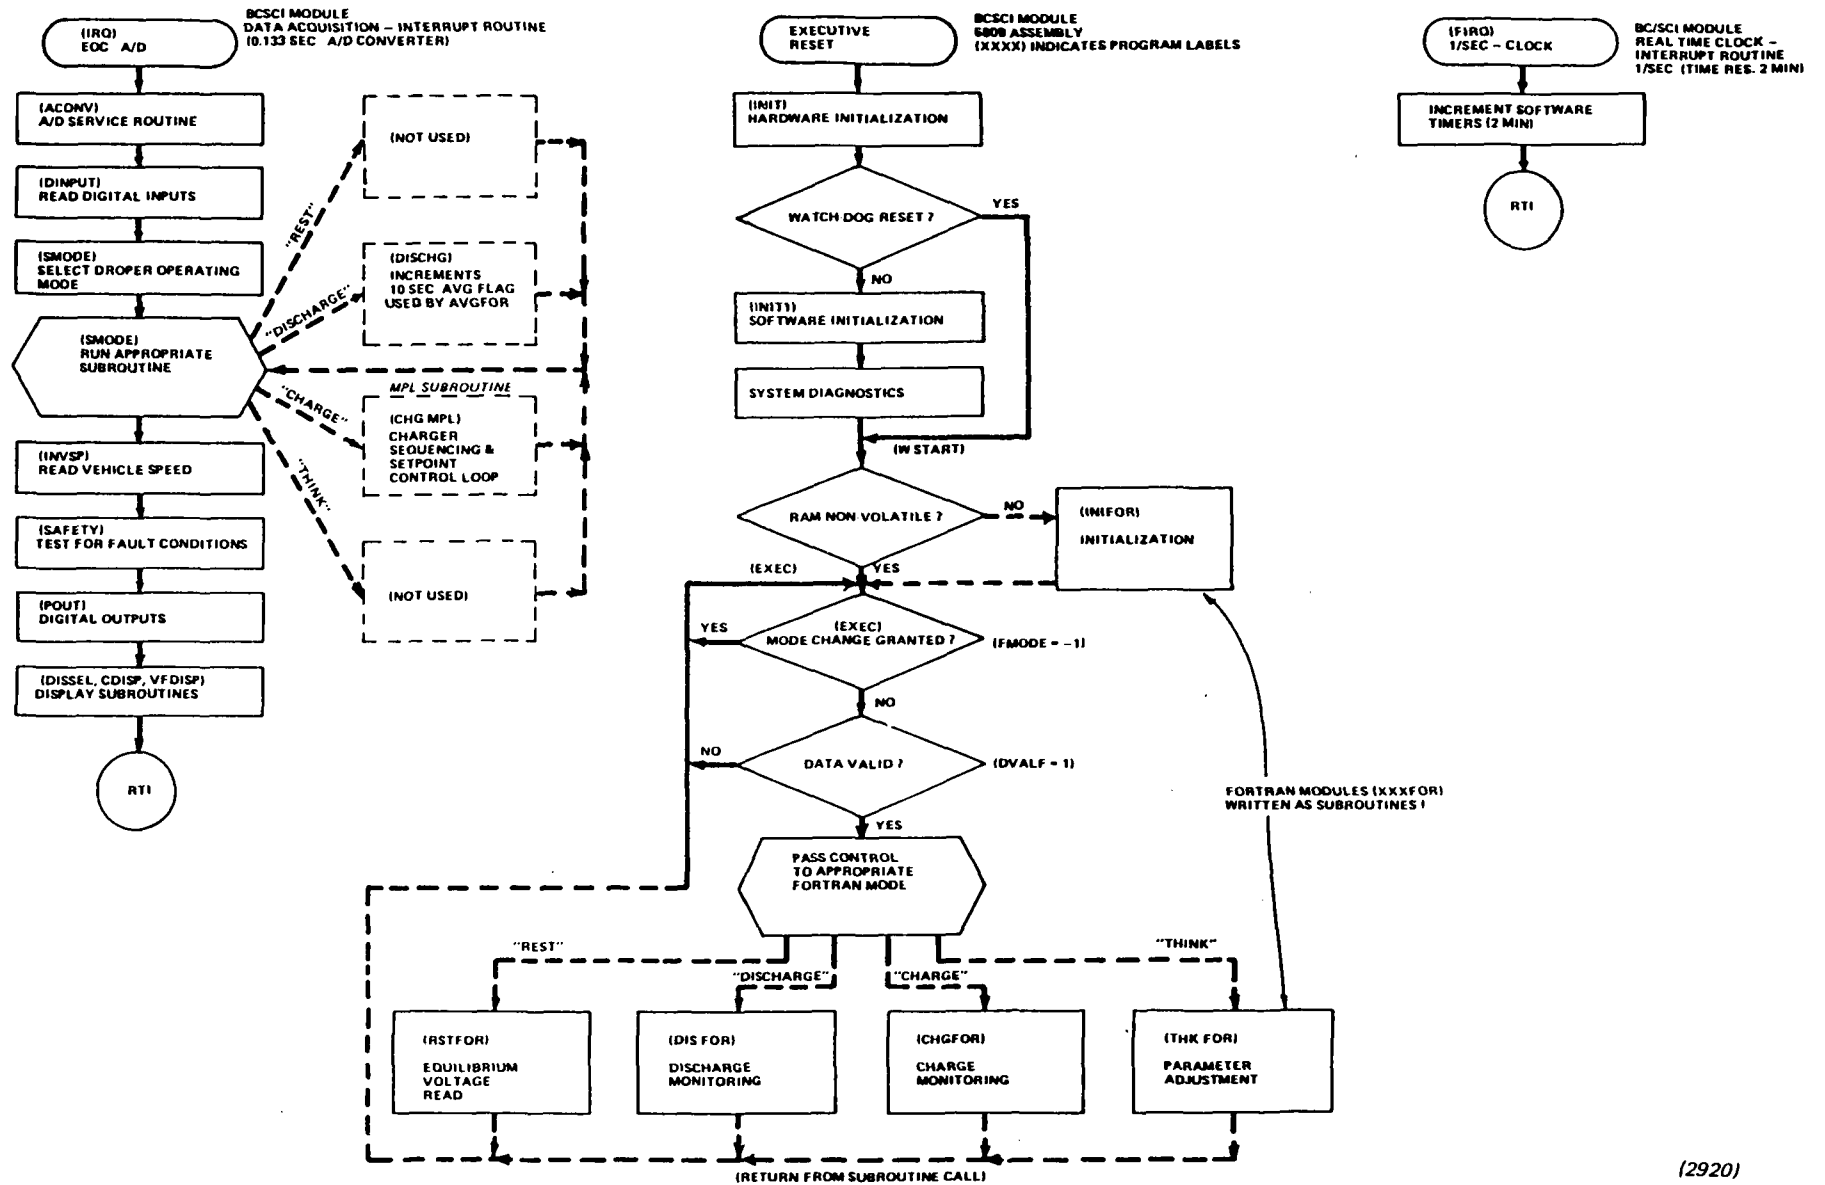 (IRQ)
EOC A/D
BCSCI MODULE
DATA ACQUISITION – INTERRUPT ROUTINE
(0.133 SEC A/D CONVERTER)
(ACONV)
A/D SERVICE ROUTINE
(DINPUT)
READ DIGITAL INPUTS
(SMODE)
SELECT DROPER OPERATING
MODE
(SMODE)
RUN APPROPRIATE
SUBROUTINE
(INVSP)
READ VEHICLE SPEED
(SAFETY)
TEST FOR FAULT CONDITIONS
(POUT)
DIGITAL OUTPUTS
(DISSEL, CDISP, VFDISP)
DISPLAY SUBROUTINES
RTI
"REST"
"DISCHARGE"
"CHARGE"
"THINK"
(NOT USED)
(DISCHG)
INCREMENTS
10 SEC AVG FLAG
USED BY AVGFOR
MPL SUBROUTINE
(CHG MPL)
CHARGER
SEQUENCING &
SETPOINT
CONTROL LOOP
(NOT USED)
EXECUTIVE
RESET
BCSCI MODULE
6809 ASSEMBLY
(XXXX) INDICATES PROGRAM LABELS
(INIT)
HARDWARE INITIALIZATION
WATCH-DOG RESET ?
YES
NO
(INIT1)
SOFTWARE INITIALIZATION
SYSTEM DIAGNOSTICS
(WSTART)
RAM NON-VOLATILE ?
NO
(INIFOR)
INITIALIZATION
YES
(EXEC)
(EXEC)
MODE CHANGE GRANTED ?
YES
(FMODE = –1)
NO
DATA VALID ?
NO
(DVALF = 1)
YES
PASS CONTROL
TO APPROPRIATE
FORTRAN MODE
"REST"
"DISCHARGE"
"CHARGE"
"THINK"
(RSTFOR)
EQUILIBRIUM
VOLTAGE
READ
(DIS FOR)
DISCHARGE
MONITORING
(CHGFOR)
CHARGE
MONITORING
(THK FOR)
PARAMETER
ADJUSTMENT
(RETURN FROM SUBROUTINE CALL)
FORTRAN MODULES (XXXFOR)
WRITTEN AS SUBROUTINES !
(FIRQ)
1/SEC – CLOCK
BC/SCI MODULE
REAL TIME CLOCK –
INTERRUPT ROUTINE
1/SEC (TIME RES. 2 MIN)
INCREMENT SOFTWARE
TIMERS (2 MIN)
RTI
(2920)